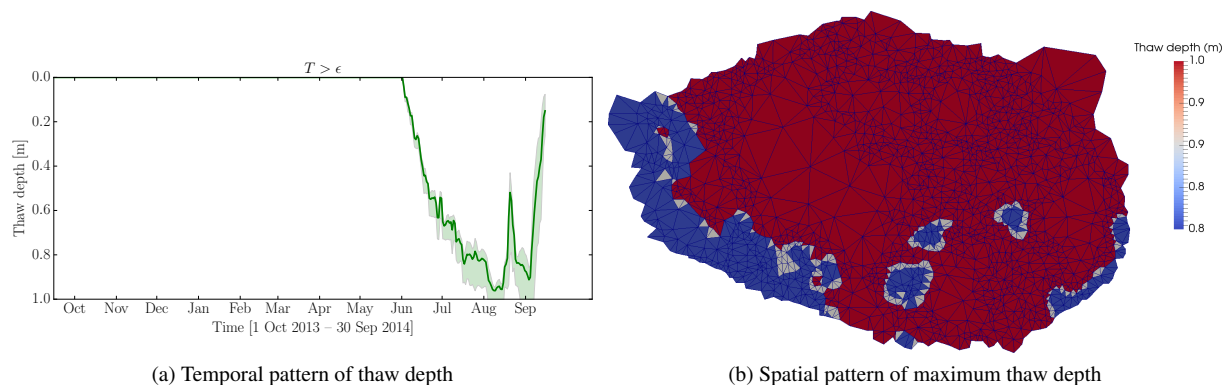 T > ϵ
0.0
0.2
0.4
0.6
0.8
1.0
Thaw depth [m]
Oct Nov Dec Jan Feb Mar Apr May Jun Jul Aug Sep
Time [1 Oct 2013 – 30 Sep 2014]
(a) Temporal pattern of thaw depth
Thaw depth (m)
1.0
0.9
0.9
0.8
(b) Spatial pattern of maximum thaw depth